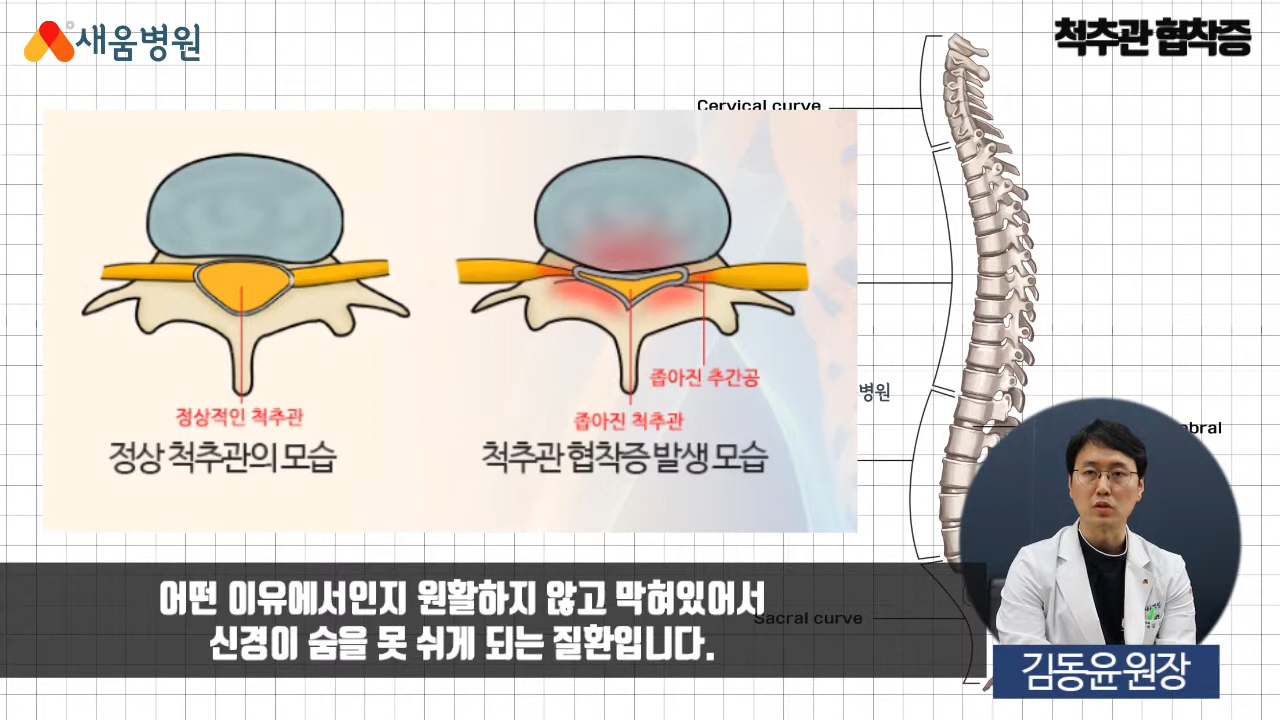 새움병원
척추관 협착증
Cervical curve
좁아진 추간공
정상적인 척추관
좁아진 척추관
정상 척추관의 모습
척추관 협착증 발생 모습
병원
ebral
어떤 이유에서인지 원활하지 않고 막혀있어서
신경이 숨을 못 쉬게 되는 질환입니다.
Sacral curve
김동윤 원장